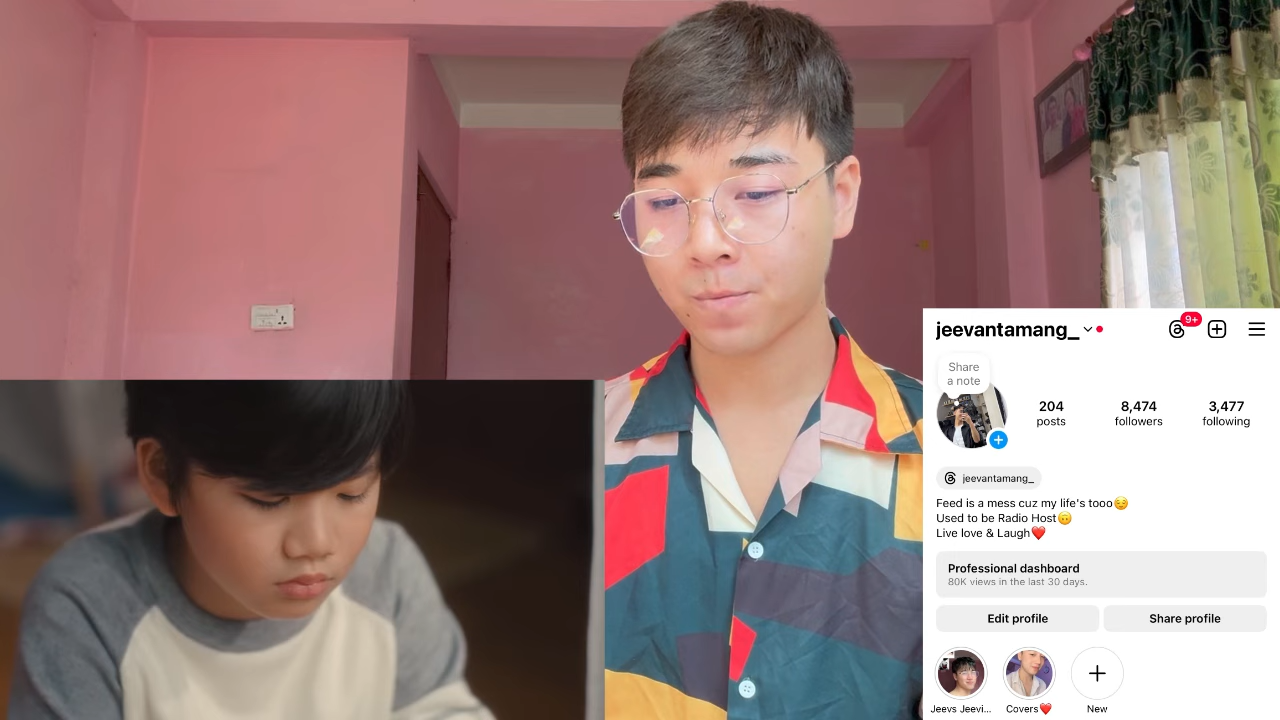 jeevantamang_
9+
Share
a note
204
posts
8,474
followers
3,477
following
jeevantamang_
Feed is a mess cuz my life's tooo😌
Used to be Radio Host🙃
Live love & Laugh❤️
Professional dashboard
80K views in the last 30 days.
Edit profile
Share profile
Jeevs Jeevi...
Covers❤️
New